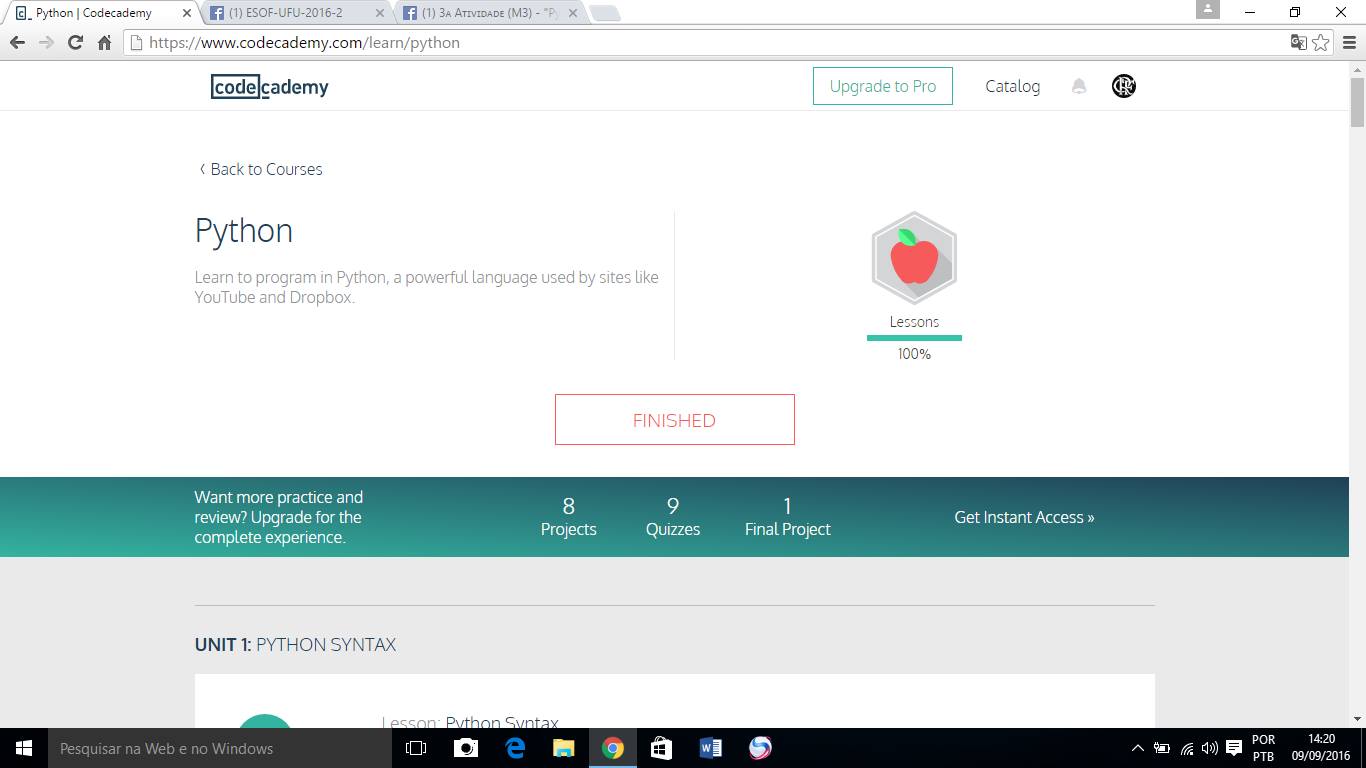 Python | Codecademy
(1) ESOF-UFU-2016-2
(1) 3a Atividade (M3) - "Py
https://www.codecademy.com/learn/python
codecademy
Upgrade to Pro
Catalog
‹ Back to Courses
Python
Learn to program in Python, a powerful language used by sites like
YouTube and Dropbox.
Lessons
100%
FINISHED
Want more practice and
review? Upgrade for the
complete experience.
8
Projects
9
Quizzes
1
Final Project
Get Instant Access »
UNIT 1: PYTHON SYNTAX
Lesson: Python Syntax
Pesquisar na Web e no Windows
POR
PTB
14:20
09/09/2016